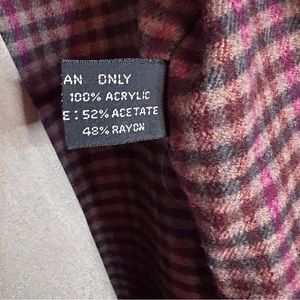 AN ONLY
: 100% ACRYLIC
E : 52% ACETATE
48% RAYON